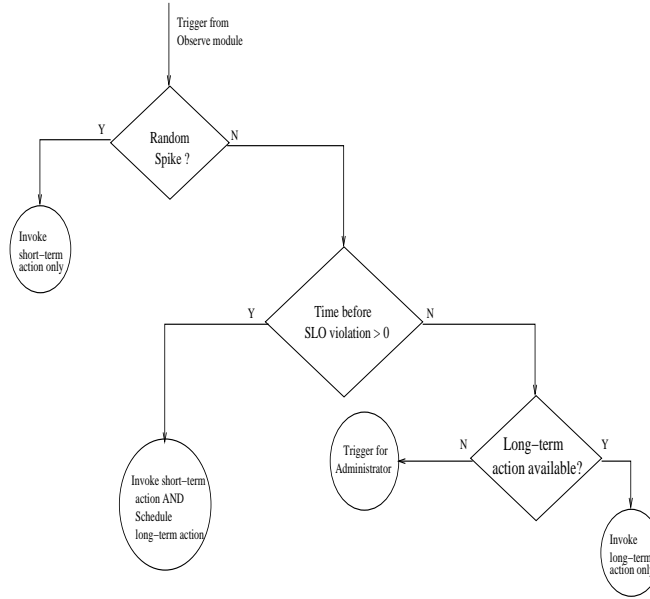 Trigger from
Observe module
Y
Random
Spike ?
N
Invoke
short-term
action only
Y
Time before
SLO violation > 0
N
Trigger for
Administrator
N
Long-term
action available?
Y
Invoke short-term
action AND
Schedule
long-term action
Invoke
long-term
action only